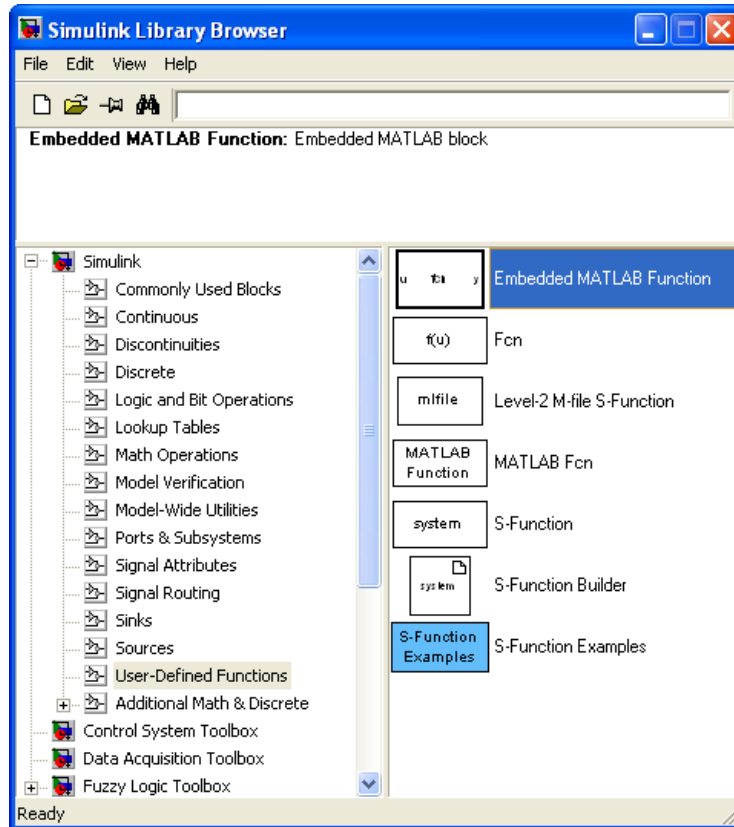 Simulink Library Browser
File Edit View Help
Embedded MATLAB Function: Embedded MATLAB block
Simulink
Commonly Used Blocks
Continuous
Discontinuities
Discrete
Logic and Bit Operations
Lookup Tables
Math Operations
Model Verification
Model-Wide Utilities
Ports & Subsystems
Signal Attributes
Signal Routing
Sinks
Sources
User-Defined Functions
Additional Math & Discrete
Control System Toolbox
Data Acquisition Toolbox
Fuzzy Logic Toolbox
u fcn y
Embedded MATLAB Function
f(u)
Fcn
mlfile
Level-2 M-file S-Function
MATLAB
Function
MATLAB Fcn
system
S-Function
system
S-Function Builder
S-Function
Examples
S-Function Examples
Ready